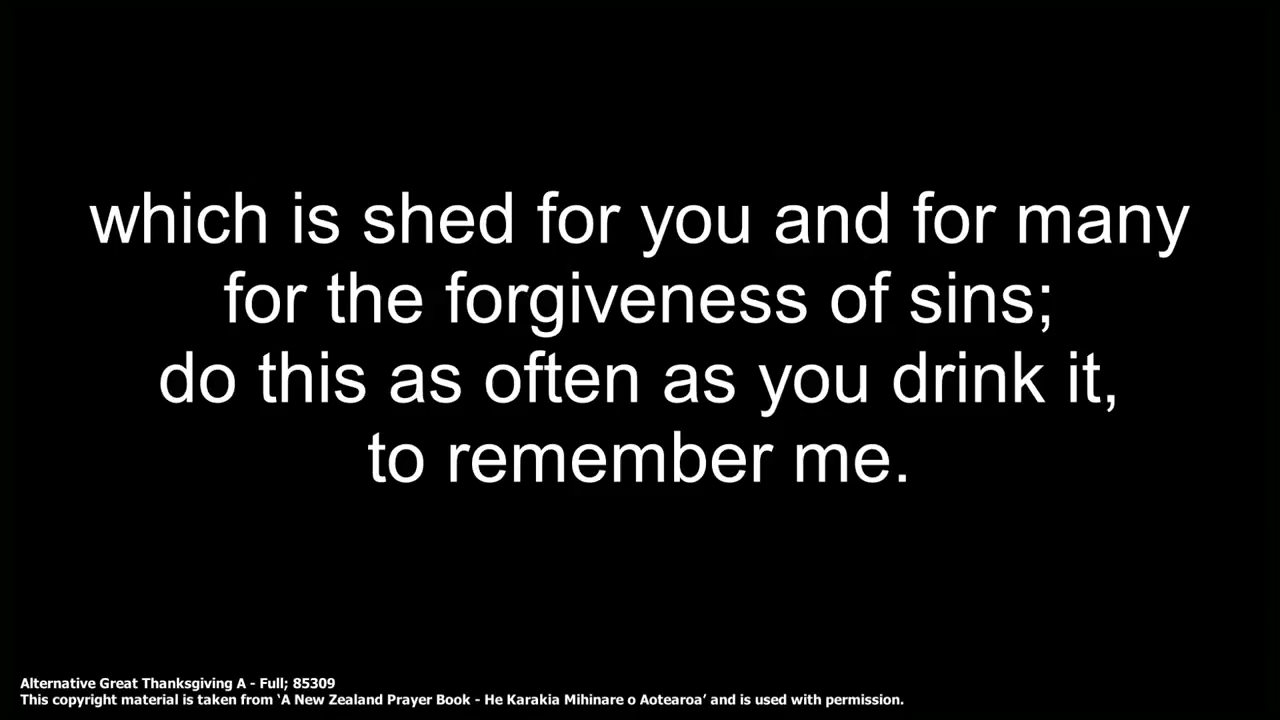 which is shed for you and for many
for the forgiveness of sins;
do this as often as you drink it,
to remember me.
Alternative Great Thanksgiving A - Full; 85309
This copyright material is taken from ‘A New Zealand Prayer Book - He Karakia Mihinare o Aotearoa’ and is used with permission.